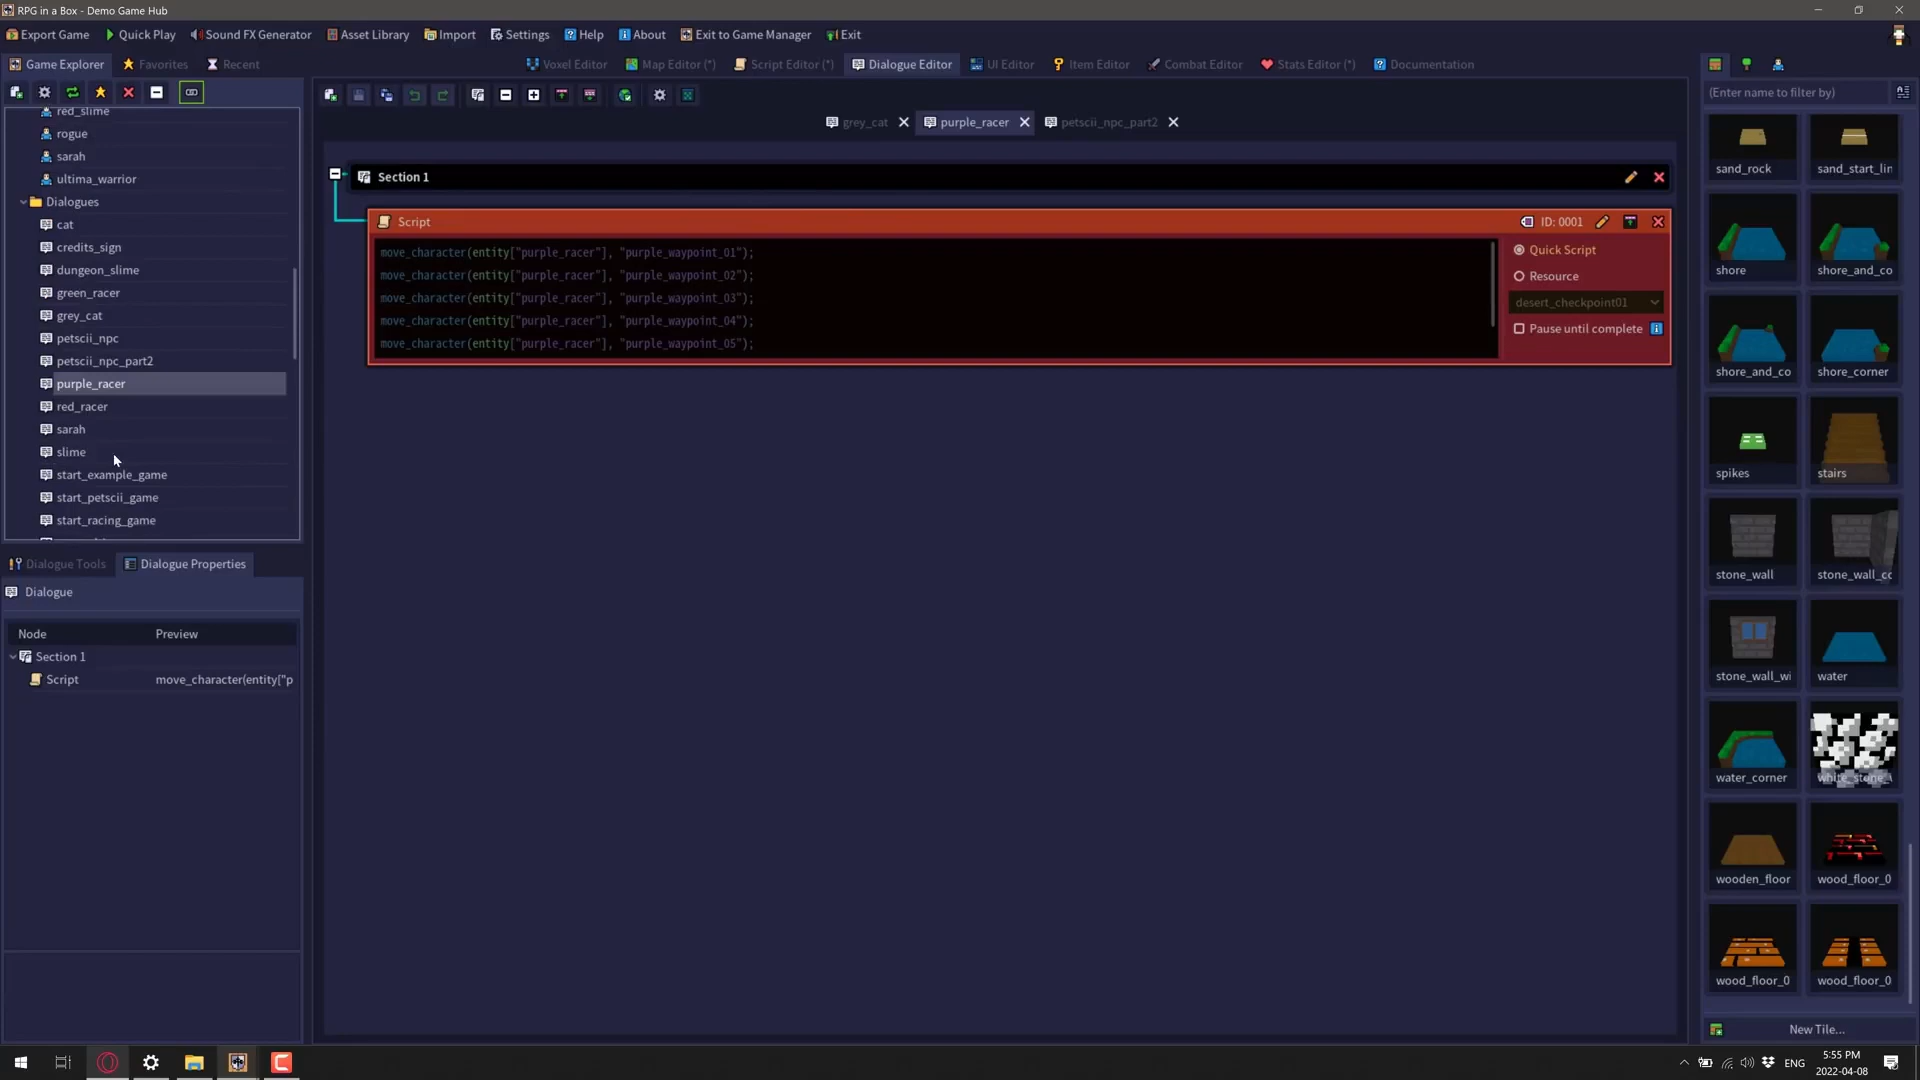 RPG in a Box - Demo Game Hub
Export Game Quick Play Sound FX Generator Asset Library Import Settings Help About Exit to Game Manager Exit
Game Explorer Favorites Recent
Voxel Editor Map Editor (*) Script Editor (*) Dialogue Editor UI Editor Item Editor Combat Editor Stats Editor (*) Documentation
(Enter name to filter by)
grey_cat purple_racer petscii_npc_part2
red_slime
rogue
sarah
ultima_warrior
Dialogues
cat
credits_sign
dungeon_slime
green_racer
grey_cat
petscii_npc
petscii_npc_part2
purple_racer
red_racer
sarah
slime
start_example_game
start_petscii_game
start_racing_game
Dialogue Tools Dialogue Properties
Dialogue
Node Preview
Section 1
Script move_character(entity["p
Section 1
Script ID: 0001
move_character(entity["purple_racer"], "purple_waypoint_01");
move_character(entity["purple_racer"], "purple_waypoint_02");
move_character(entity["purple_racer"], "purple_waypoint_03");
move_character(entity["purple_racer"], "purple_waypoint_04");
move_character(entity["purple_racer"], "purple_waypoint_05");
Quick Script
Resource
desert_checkpoint01
Pause until complete
sand_rock sand_start_lin
shore shore_and_co
shore_and_co shore_corner
spikes stairs
stone_wall stone_wall_cc
stone_wall_wi water
water_corner white_stone_
wooden_floor wood_floor_0
wood_floor_0 wood_floor_0
New Tile...
ENG
5:55 PM
2022-04-08